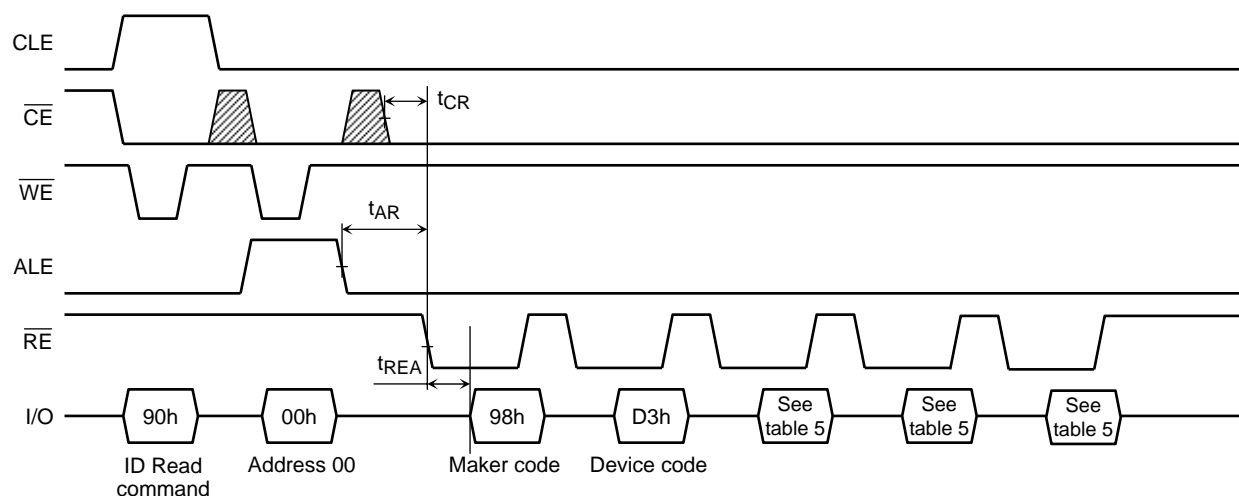 CLE
CE
tCR
WE
tAR
ALE
RE
tREA
I/O
90h
00h
98h
D3h
See
table 5
See
table 5
See
table 5
ID Read
command
Address 00
Maker code
Device code